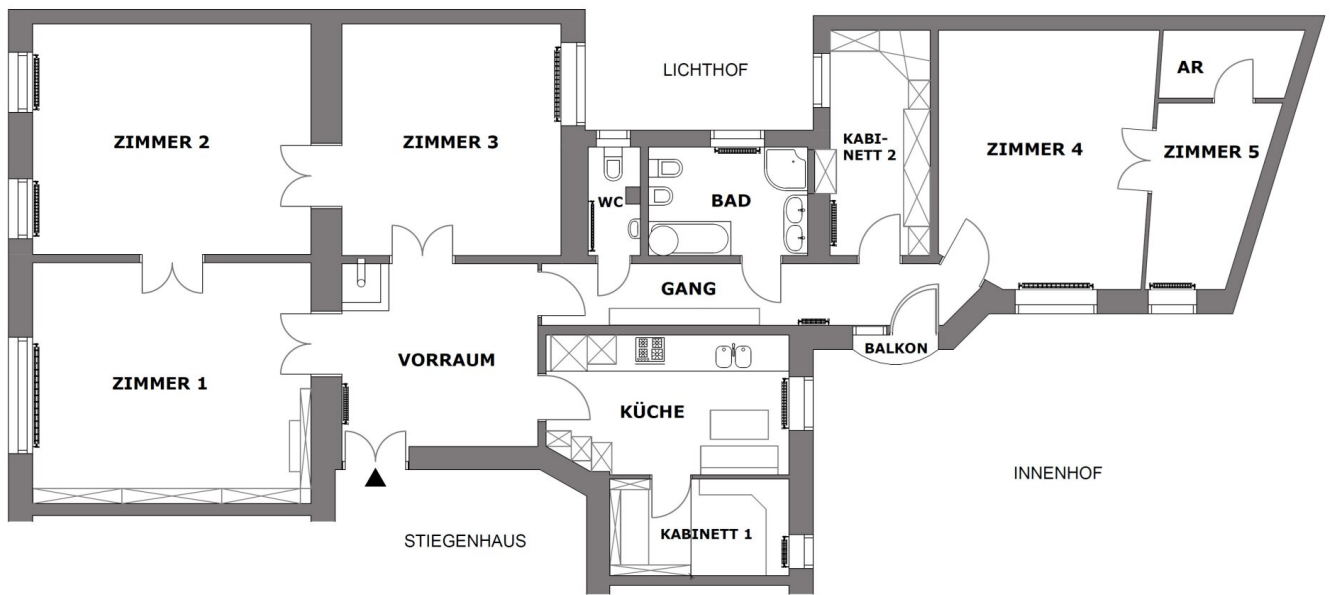 LICHTHOF
AR
ZIMMER 2
ZIMMER 3
KABI-
NETT 2
ZIMMER 4
ZIMMER 5
WC
BAD
GANG
VORRAUM
BALKON
ZIMMER 1
KÜCHE
INNENHOF
STIEGENHAUS
KABINETT 1